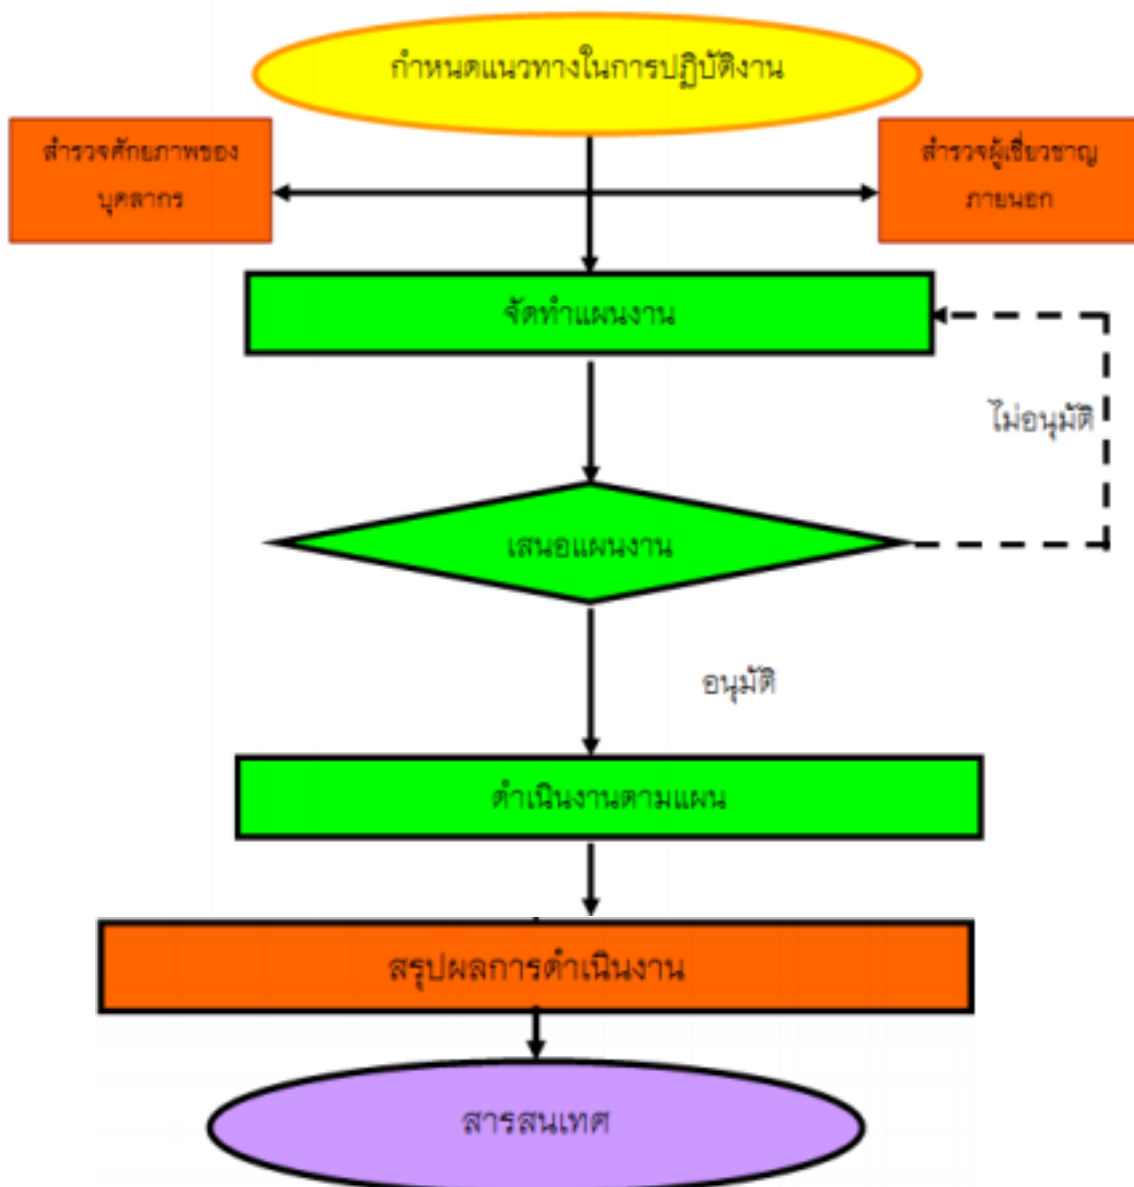 กำหนดแนวทางในการปฏิบัติงาน
สำรวจศักยภาพของ
บุคลากร
สำรวจผู้เชี่ยวชาญ
ภายนอก
จัดทำแผนงาน
ไม่อนุมัติ
เสนอแผนงาน
อนุมัติ
ดำเนินงานตามแผน
สรุปผลการดำเนินงาน
สารสนเทศ